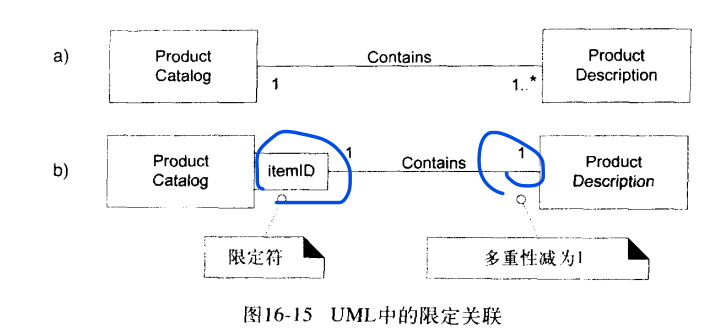 a)
Product
Catalog
Contains
1
1..*
Product
Description
b)
Product
Catalog
itemID
1
Contains
1
Product
Description
限定符
多重性减为1
图16-15 UML中的限定关联